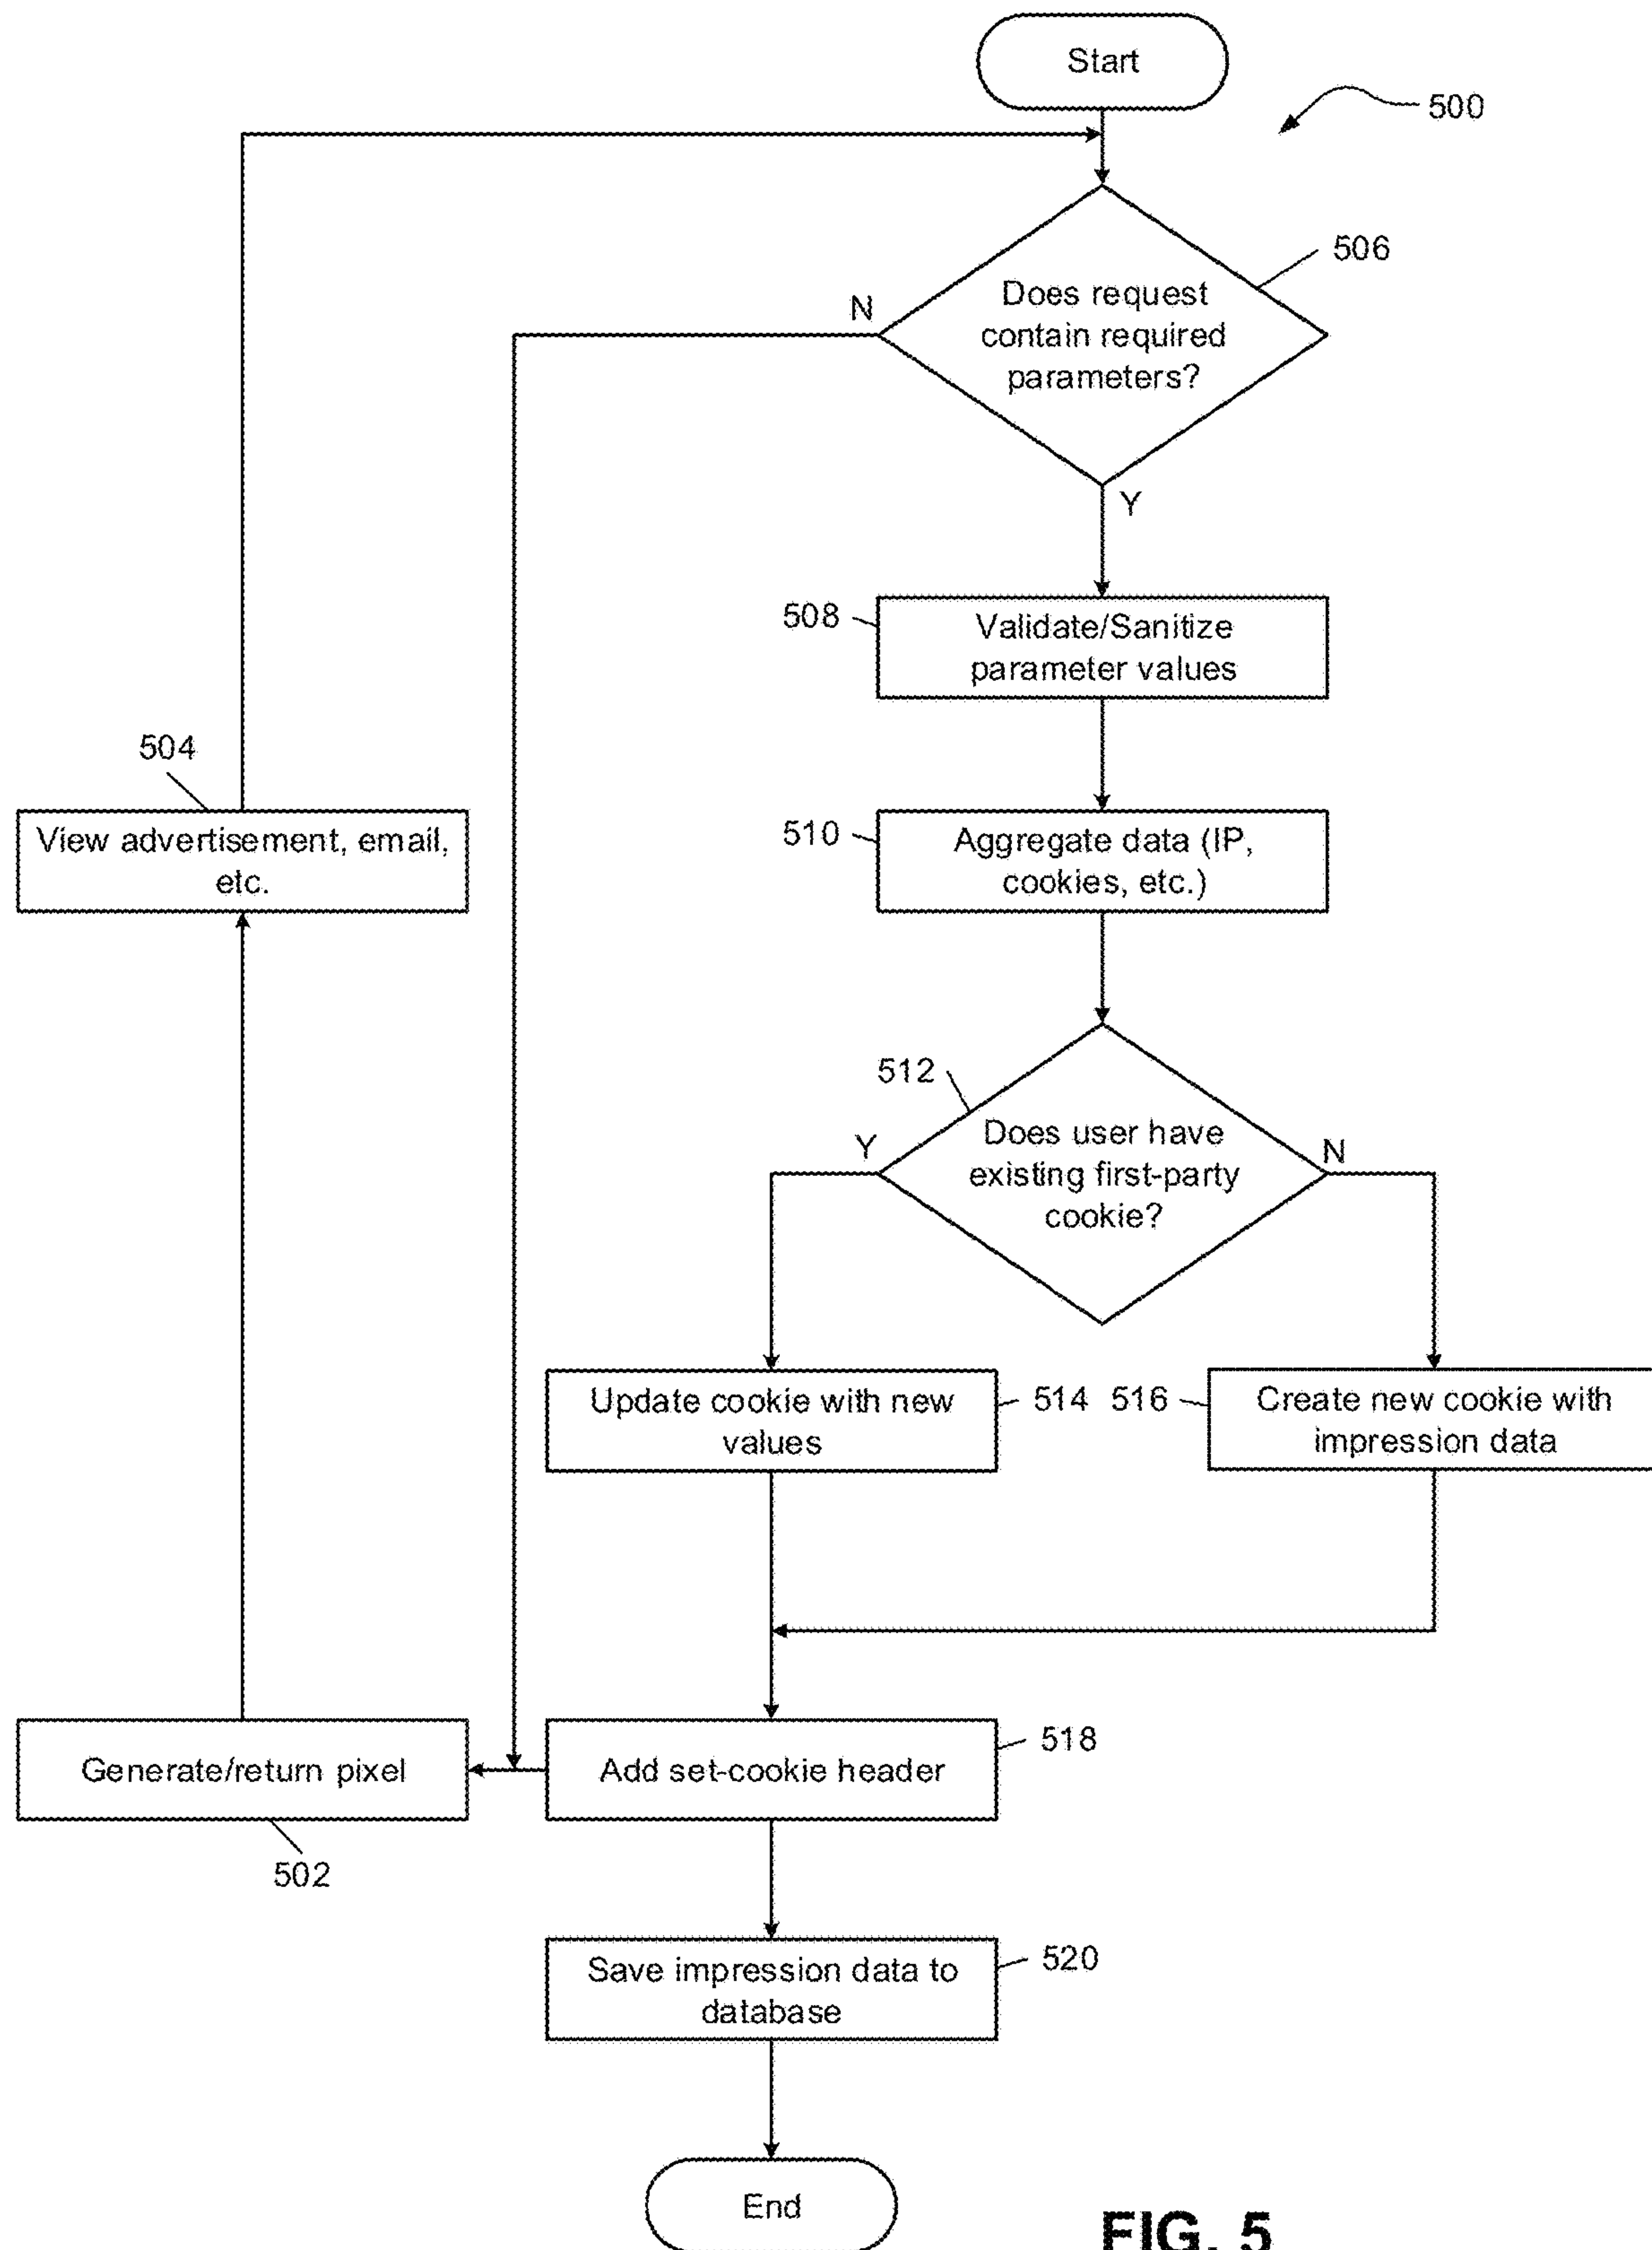 Start
500
506
Does request
contain required
parameters?
N
Y
508
Validate/Sanitize
parameter values
504
View advertisement, email,
etc.
510
Aggregate data (IP,
cookies, etc.)
512
Does user have
existing first-party
cookie?
Y
N
Update cookie with new
values
514
516
Create new cookie with
impression data
Generate/return pixel
502
Add set-cookie header
518
Save impression data to
database
520
End
FIG. 5